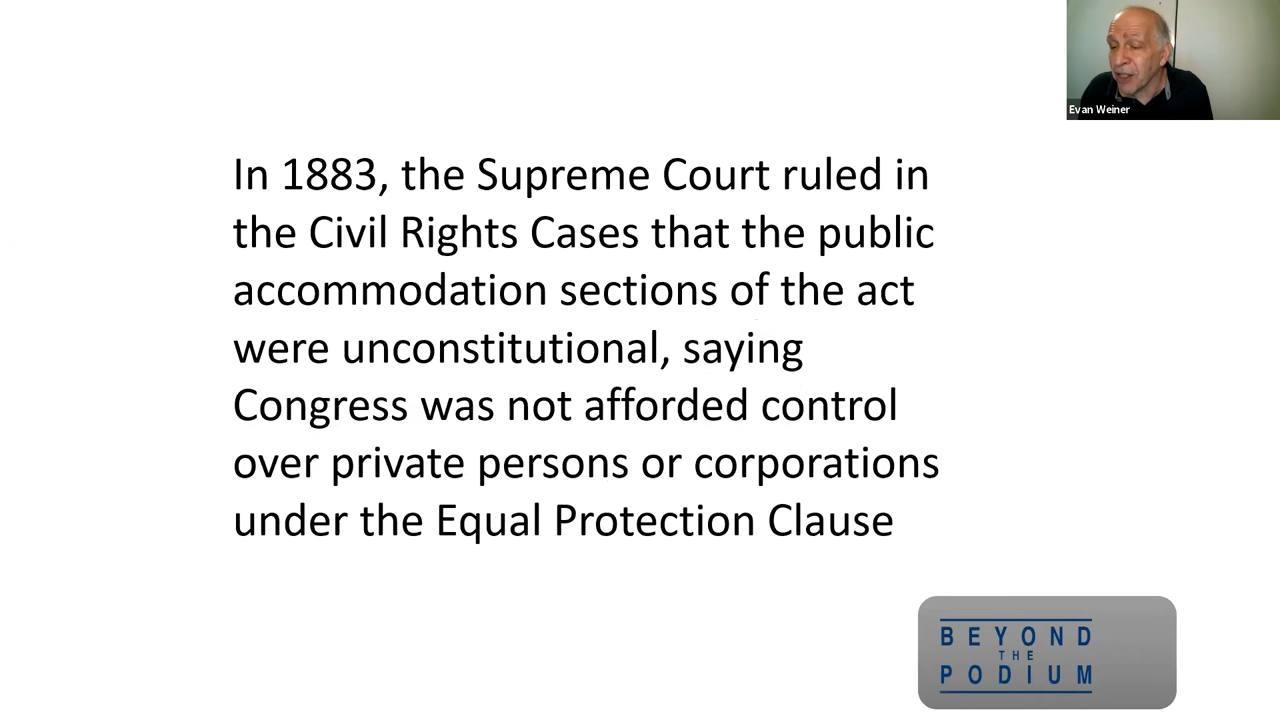 Evan Weiner
In 1883, the Supreme Court ruled in
the Civil Rights Cases that the public
accommodation sections of the act
were unconstitutional, saying
Congress was not afforded control
over private persons or corporations
under the Equal Protection Clause
BEYOND
THE
PODIUM